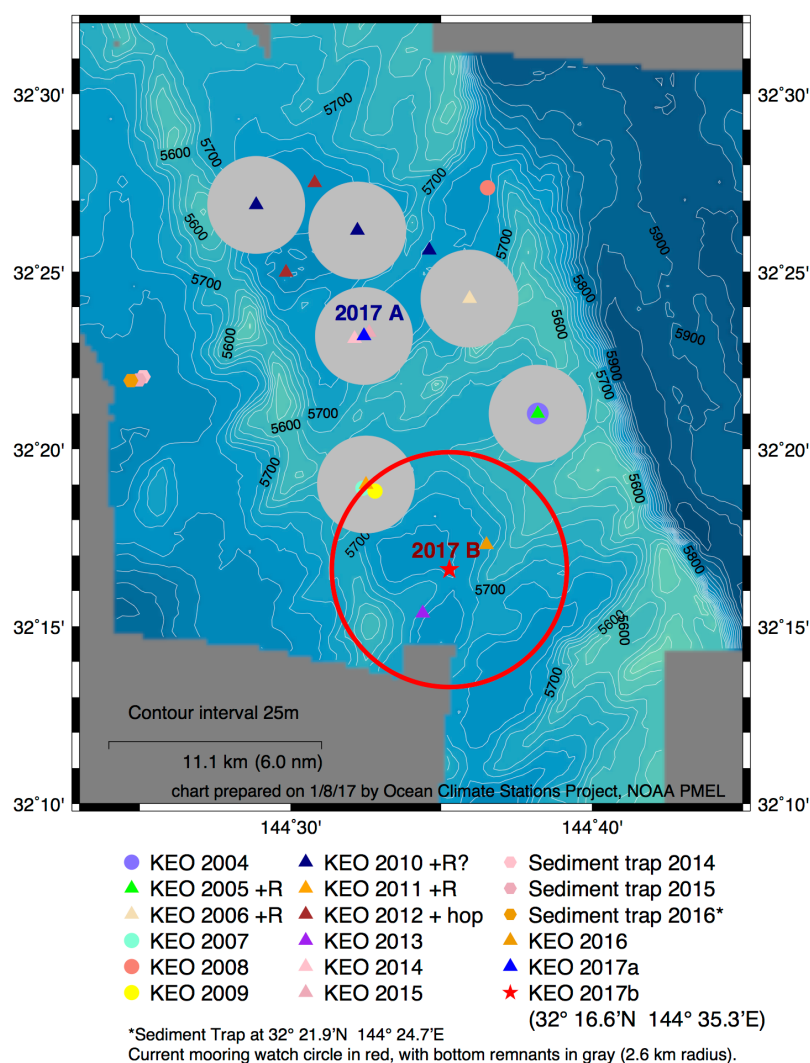 32°30'
32°25'
32°20'
32°15'
32°10'
32°30'
32°25'
32°20'
32°15'
32°10'
144°30'
144°40'
5700
5700
5600
5700
5600
5700
5700
5900
5800
5600
5900
5900
5700
5700
5600
5700
5600
5700
5800
5700
5600
5600
5700
2017 A
2017 B
Contour interval 25m
11.1 km (6.0 nm)
chart prepared on 1/8/17 by Ocean Climate Stations Project, NOAA PMEL
KEO 2004
KEO 2005 +R
KEO 2006 +R
KEO 2007
KEO 2008
KEO 2009
KEO 2010 +R?
KEO 2011 +R
KEO 2012 + hop
KEO 2013
KEO 2014
KEO 2015
Sediment trap 2014
Sediment trap 2015
Sediment trap 2016*
KEO 2016
KEO 2017a
KEO 2017b
(32° 16.6'N 144° 35.3'E)
*Sediment Trap at 32° 21.9'N 144° 24.7'E
Current mooring watch circle in red, with bottom remnants in gray (2.6 km radius).